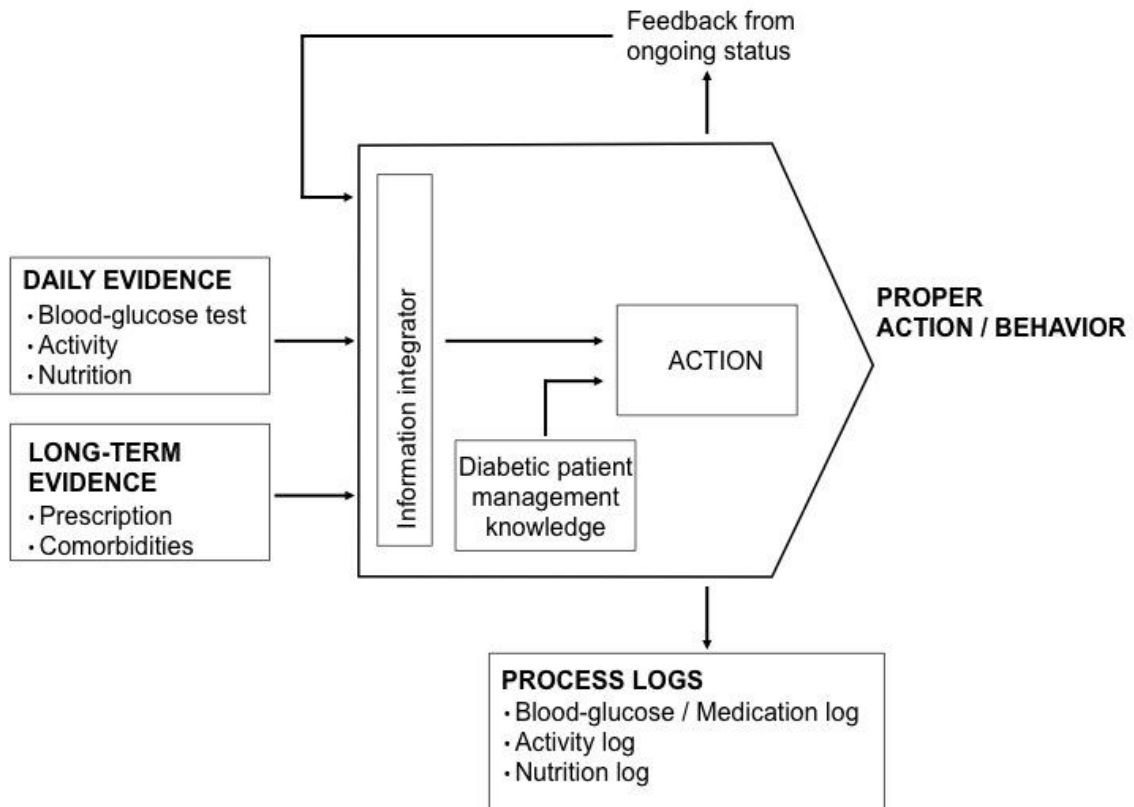 Feedback from
ongoing status
DAILY EVIDENCE
· Blood-glucose test
· Activity
· Nutrition
LONG-TERM
EVIDENCE
· Prescription
· Comorbidities
Information integrator
ACTION
Diabetic patient
management
knowledge
PROPER
ACTION / BEHAVIOR
PROCESS LOGS
· Blood-glucose / Medication log
· Activity log
· Nutrition log